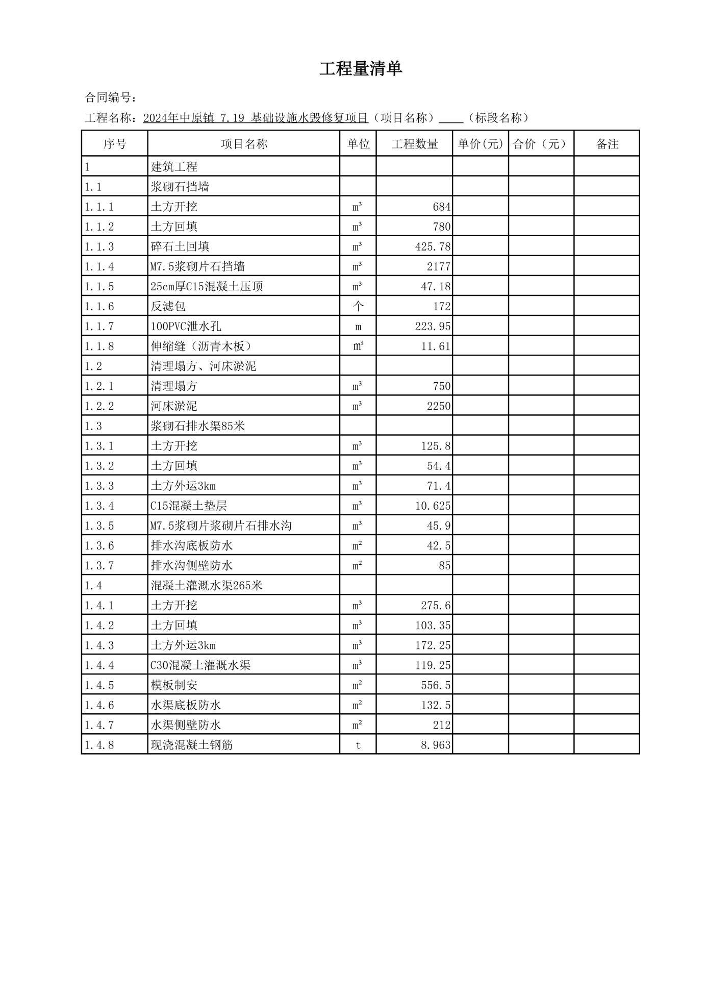 工程量清单
合同编号：
工程名称：2024年中原镇 7.19 基础设施水毁修复项目（项目名称）____（标段名称）
序号 项目名称 单位 工程数量 单价(元) 合价（元） 备注
1 建筑工程
1.1 浆砌石挡墙
1.1.1 土方开挖 m³ 684
1.1.2 土方回填 m³ 780
1.1.3 碎石土回填 m³ 425.78
1.1.4 M7.5浆砌片石挡墙 m³ 2177
1.1.5 25cm厚C15混凝土压顶 m³ 47.18
1.1.6 反滤包 个 172
1.1.7 100PVC泄水孔 m 223.95
1.1.8 伸缩缝（沥青木板） m² 11.61
1.2 清理塌方、河床淤泥
1.2.1 清理塌方 m³ 750
1.2.2 河床淤泥 m³ 2250
1.3 浆砌石排水渠85米
1.3.1 土方开挖 m³ 125.8
1.3.2 土方回填 m³ 54.4
1.3.3 土方外运3km m³ 71.4
1.3.4 C15混凝土垫层 m³ 10.625
1.3.5 M7.5浆砌片浆砌片石排水沟 m³ 45.9
1.3.6 排水沟底板防水 m² 42.5
1.3.7 排水沟侧壁防水 m² 85
1.4 混凝土灌溉水渠265米
1.4.1 土方开挖 m³ 275.6
1.4.2 土方回填 m³ 103.35
1.4.3 土方外运3km m³ 172.25
1.4.4 C30混凝土灌溉水渠 m³ 119.25
1.4.5 模板制安 m² 556.5
1.4.6 水渠底板防水 m² 132.5
1.4.7 水渠侧壁防水 m² 212
1.4.8 现浇混凝土钢筋 t 8.963